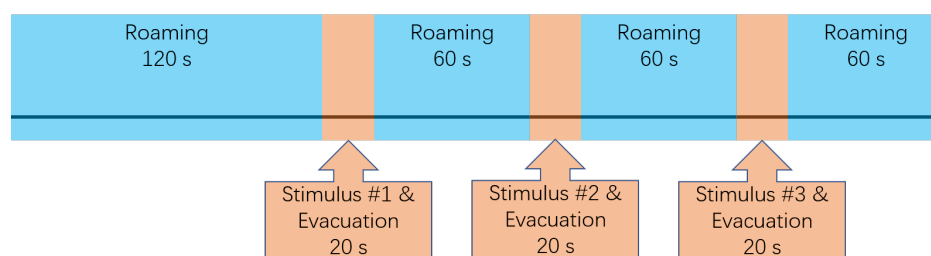 Roaming
120 s
Roaming
60 s
Roaming
60 s
Roaming
60 s
Stimulus #1 &
Evacuation
20 s
Stimulus #2 &
Evacuation
20 s
Stimulus #3 &
Evacuation
20 s